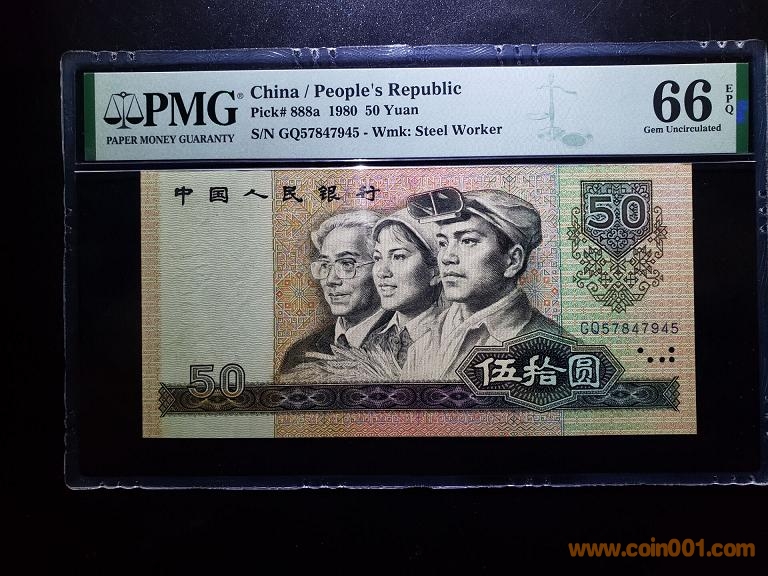 PMG®
PAPER MONEY GUARANTY
China / People's Republic
Pick# 888a 1980 50 Yuan
S/N GQ57847945 - Wmk: Steel Worker
66 EPQ
Gem Uncirculated
中国人民银行
50
GQ57847945
50
伍拾圆
www.coin001.com